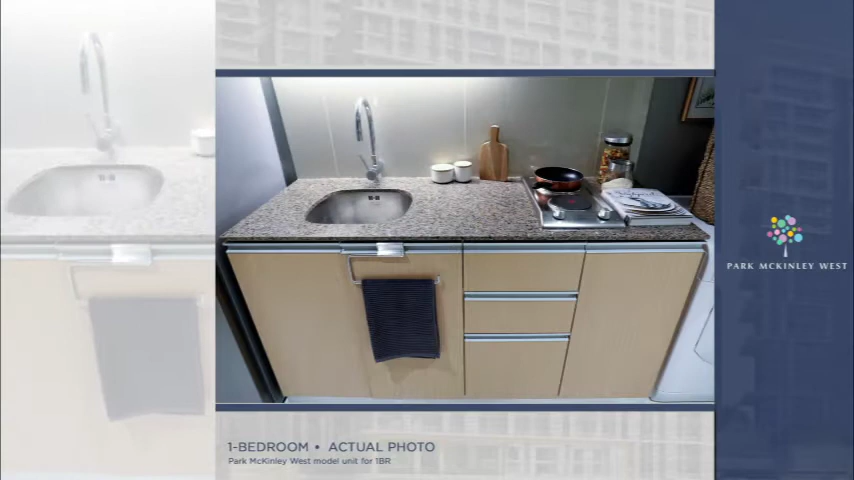 PARK MCKINLEY WEST
1-BEDROOM • ACTUAL PHOTO
Park McKinley West model unit for 1BR